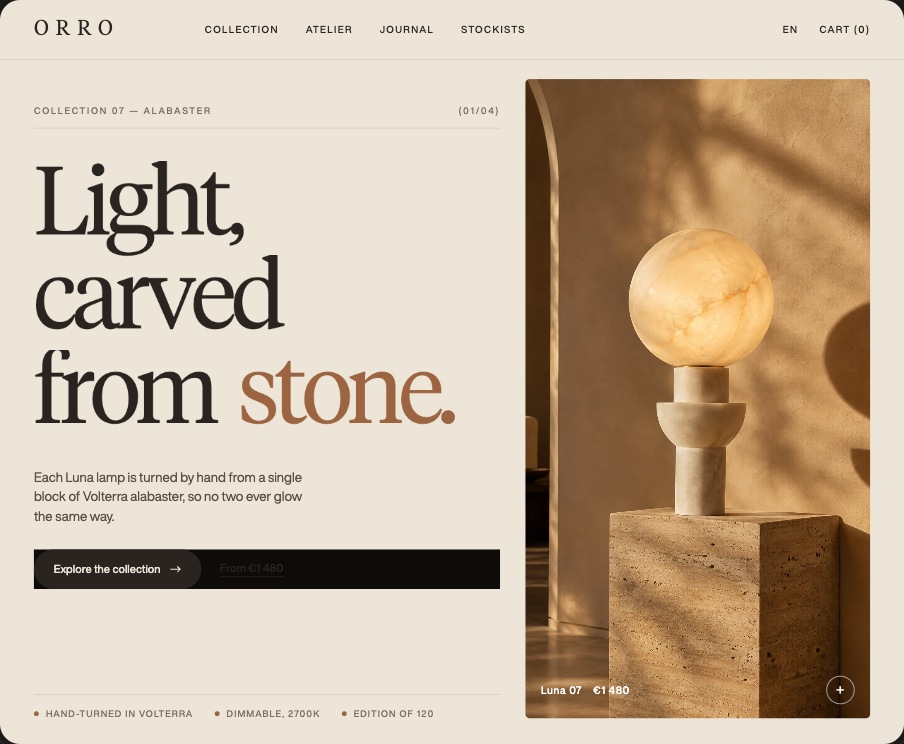 ORRO
COLLECTION
ATELIER
JOURNAL
STOCKISTS
EN
CART (0)
COLLECTION 07 — ALABASTER
(01/04)
Light,
carved
from stone.
Each Luna lamp is turned by hand from a single
block of Volterra alabaster, so no two ever glow
the same way.
Explore the collection →
From €1 480
HAND-TURNED IN VOLTERRA
DIMMABLE, 2700K
EDITION OF 120
Luna 07 €1 480
+